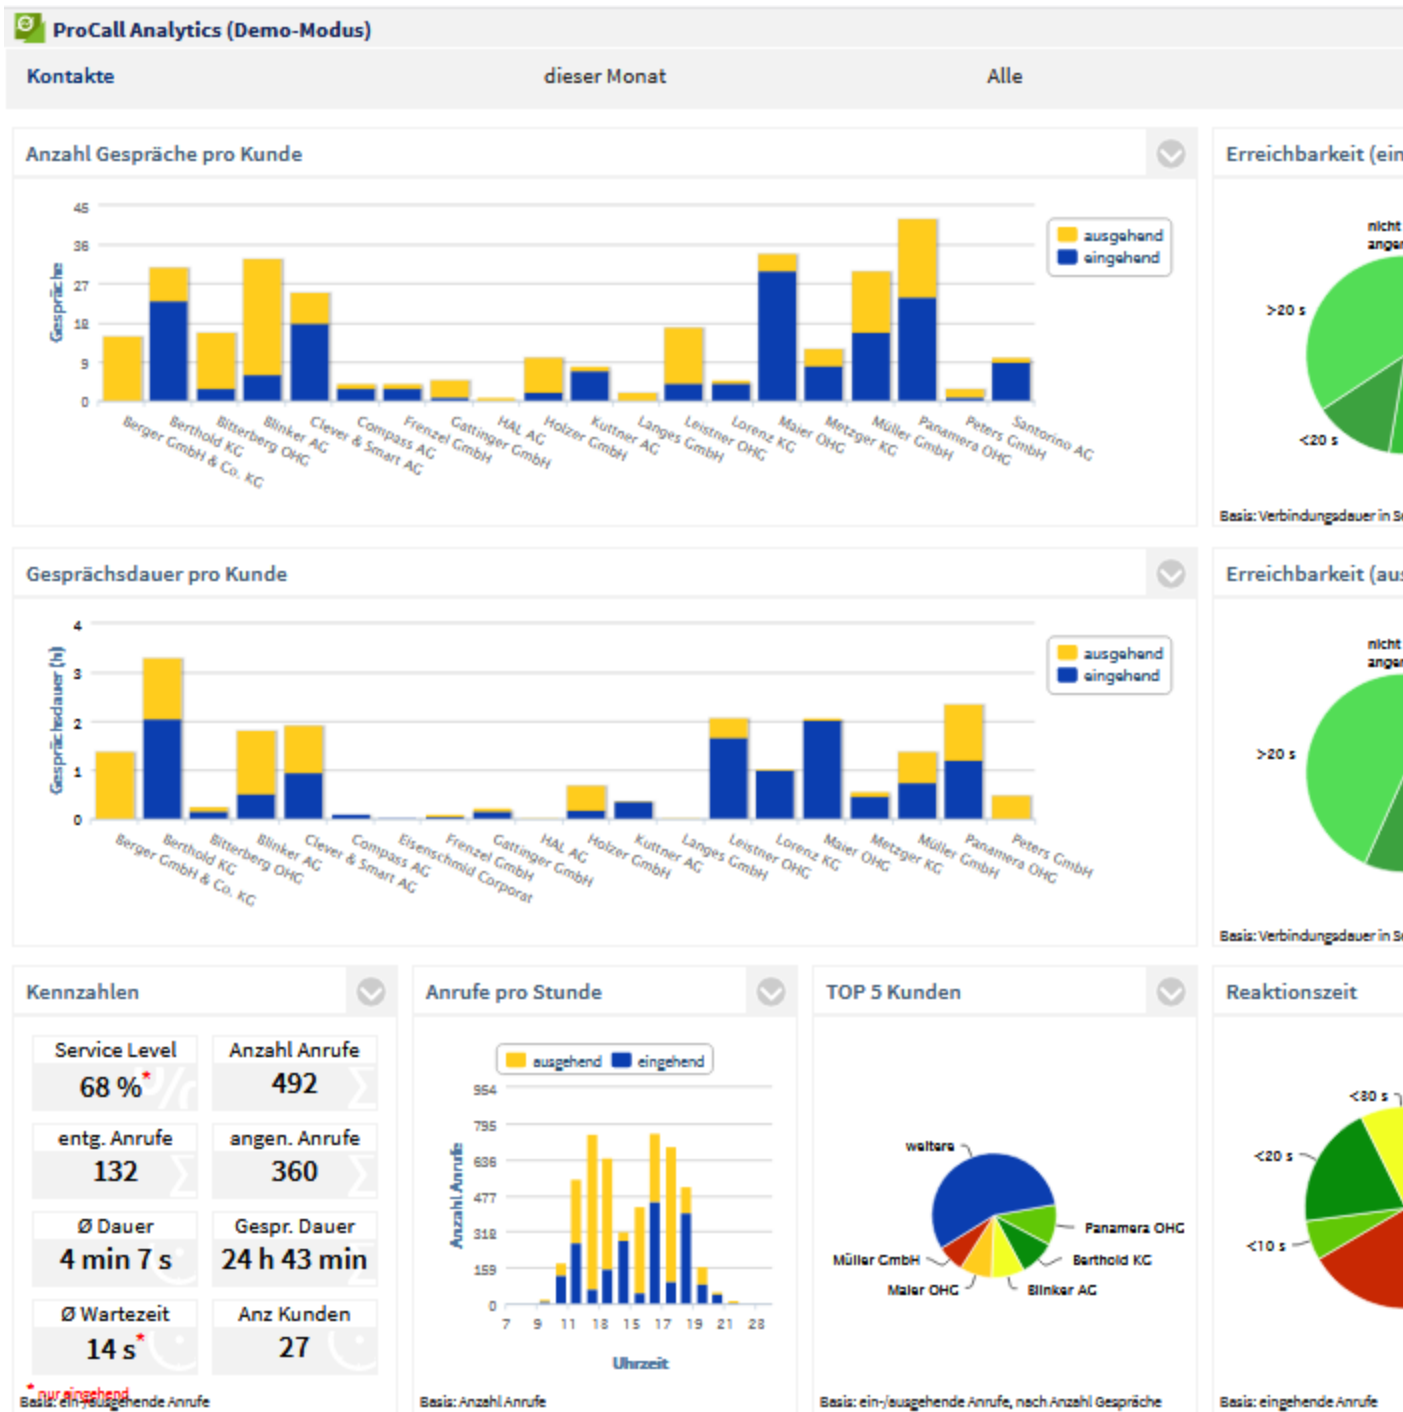 ProCall Analytics (Demo-Modus)
Kontakte dieser Monat Alle
Anzahl Gespräche pro Kunde
45
36
27
18
9
0
Gespräche
ausgehend
eingehend
Berger GmbH & Co. KG
Berthold KG
Bitterberg OHG
Blinker AG
Clever & Smart AG
Compass AG
Frenzel GmbH
Gattinger GmbH
HAL AG
Holzer GmbH
Kuttner AG
Langes GmbH
Leistner OHG
Lorenz KG
Maier OHG
Metzger KG
Müller GmbH
Panamera OHG
Peters GmbH
Santorino AG
Erreichbarkeit (ein
nicht
anger
>20 s
<20 s
Basis: Verbindungsdauer in Se
Gesprächsdauer pro Kunde
4
3
2
1
0
Gesprächsdauer (h)
ausgehend
eingehend
Berger GmbH & Co. KG
Berthold KG
Bitterberg OHG
Blinker AG
Clever & Smart AG
Compass AG
Eisenschmid Corporat
Frenzel GmbH
Gattinger GmbH
HAL AG
Holzer GmbH
Kuttner AG
Langes GmbH
Leistner OHG
Lorenz KG
Maier OHG
Metzger KG
Müller GmbH
Panamera OHG
Peters GmbH
Erreichbarkeit (aus
nicht
anger
>20 s
Basis: Verbindungsdauer in Se
Kennzahlen
Service Level Anzahl Anrufe
68 %* 492
entg. Anrufe angen. Anrufe
132 360
Ø Dauer Gespr. Dauer
4 min 7 s 24 h 43 min
Ø Wartezeit Anz Kunden
14 s* 27
* nur eingehend
Basis: ein-/ausgehende Anrufe
Anrufe pro Stunde
ausgehend eingehend
954
795
636
477
318
159
0
Anzahl Anrufe
7 9 11 13 15 17 19 21 23
Uhrzeit
Basis: Anzahl Anrufe
TOP 5 Kunden
weitere
Panamera OHG
Berthold KG
Blinker AG
Maier OHG
Müller GmbH
Basis: ein-/ausgehende Anrufe, nach Anzahl Gespräche
Reaktionszeit
<30 s
<20 s
<10 s
Basis: eingehende Anrufe